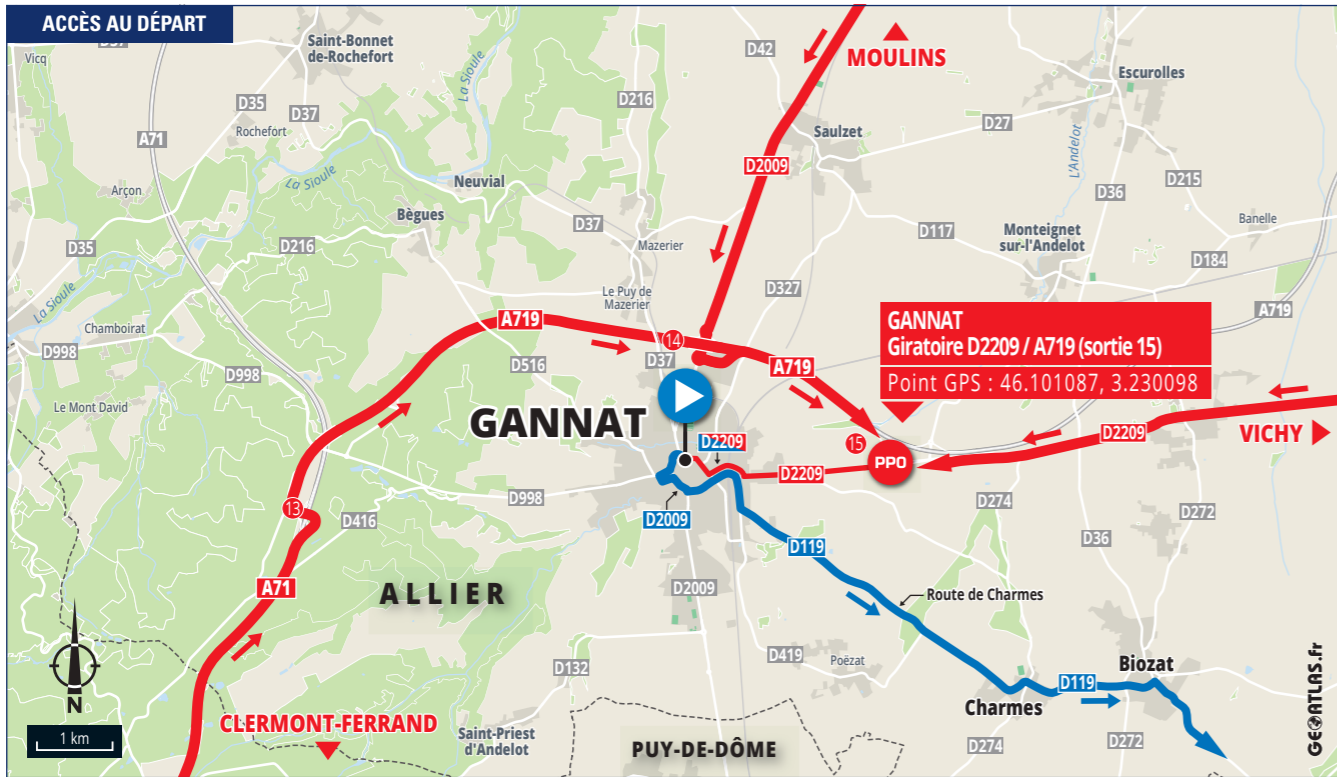 ACCÈS AU DÉPART
Vicq
Saint-Bonnet
de-Rochefort
La Sioule
D42
MOULINS
Escurolles
D35
D37
D216
A71
Rochefort
Saulzet
D27
L'Andelot
D2009
D36
D215
La Sioule
Neuvial
Arçon
Bègues
D37
Banelle
D35
D216
Mazerier
D117
Monteignet
sur-l'Andelot
D184
La Sioule
Le Puy de
Mazerier
D327
A719
Chamboirat
A719
14
GANNAT
Giratoire D2209 / A719 (sortie 15)
Point GPS : 46.101087, 3.230098
D998
D998
D516
D37
A719
Le Mont David
GANNAT
D2209
15
D2209
VICHY
PPO
D2209
D998
13
D416
D2009
D274
D272
D119
D36
A71
ALLIER
D2009
Route de Charmes
D132
D419
Poëzat
Biozat
N
D119
CLERMONT-FERRAND
Charmes
1 km
Saint-Priest
d'Andelot
PUY-DE-DÔME
D274
D272
GEOATLAS.fr